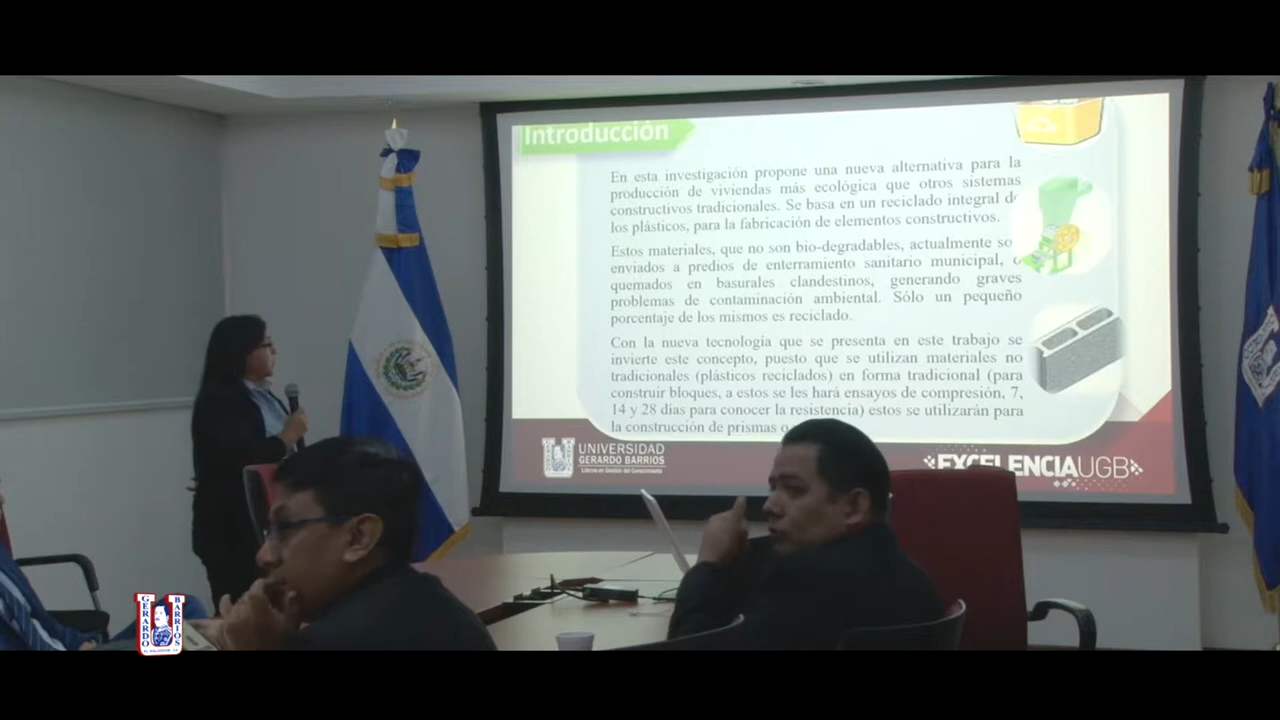 Introducción
En esta investigación propone una nueva alternativa para la
producción de viviendas más ecológica que otros sistemas
constructivos tradicionales. Se basa en un reciclado integral de
los plásticos, para la fabricación de elementos constructivos.
Estos materiales, que no son bio-degradables, actualmente so
enviados a predios de enterramiento sanitario municipal, o
quemados en basurales clandestinos, generando graves
problemas de contaminación ambiental. Sólo un pequeño
porcentaje de los mismos es reciclado.
Con la nueva tecnología que se presenta en este trabajo se
invierte este concepto, puesto que se utilizan materiales no
tradicionales (plásticos reciclados) en forma tradicional (para
construir bloques, a estos se les hará ensayos de compresión, 7,
14 y 28 días para conocer la resistencia) estos se utilizarán para
la construcción de prismas o
UNIVERSIDAD
GERARDO BARRIOS
Líderes en Gestión del Conocimiento
EXCELENCIAUGB
GERARDO
BARRIOS